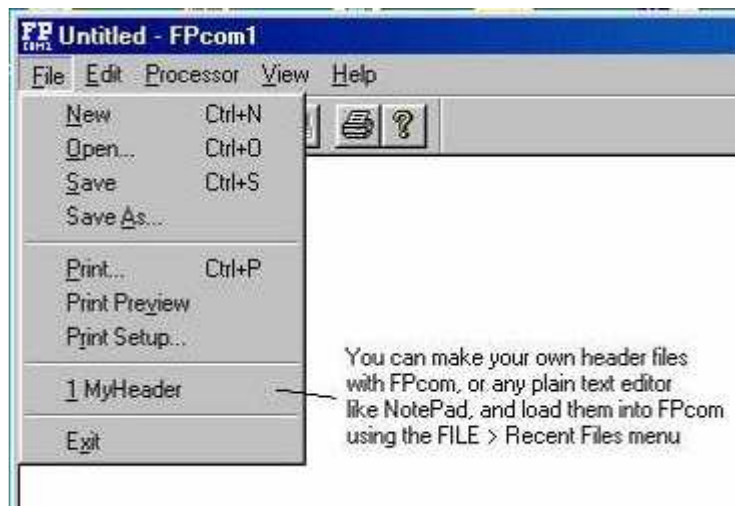 FP COM1 Untitled - FPcom1
File Edit Processor View Help
New Ctrl+N
Open... Ctrl+O
Save Ctrl+S
Save As...
Print... Ctrl+P
Print Preview
Print Setup...
1 MyHeader
Exit
You can make your own header files
with FPcom, or any plain text editor
like NotePad, and load them into FPcom
using the FILE > Recent Files menu